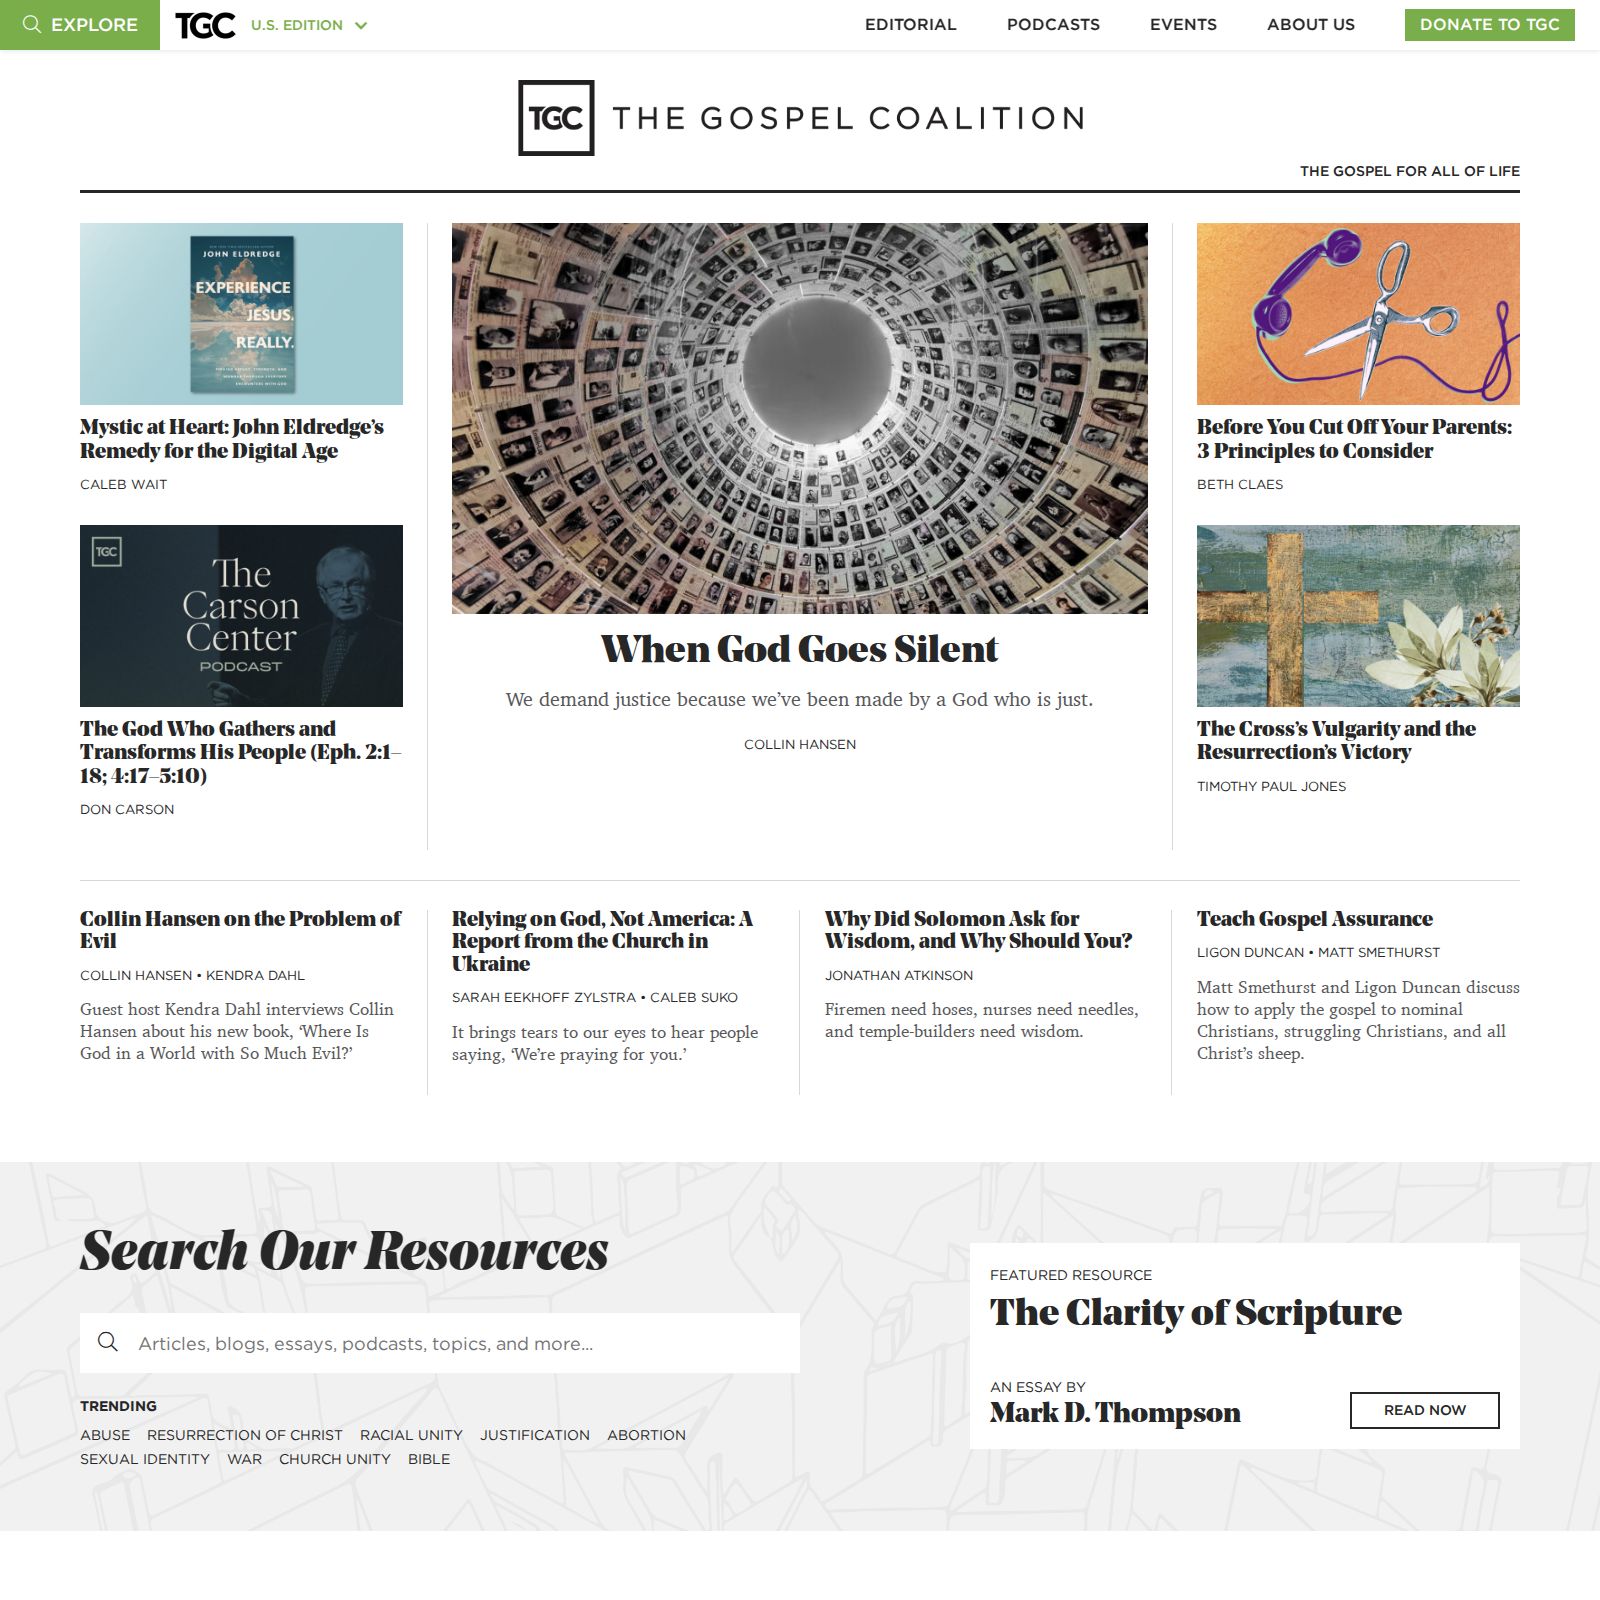 EXPLORE
TGC
U.S. EDITION
EDITORIAL
PODCASTS
EVENTS
ABOUT US
DONATE TO TGC
TGC
THE GOSPEL COALITION
THE GOSPEL FOR ALL OF LIFE
JOHN ELDREDGE
EXPERIENCE
JESUS.
REALLY.
Mystic at Heart: John Eldredge’s
Remedy for the Digital Age
CALEB WAIT
TGC
The
Carson
Center
PODCAST
The God Who Gathers and
Transforms His People (Eph. 2:1–
18; 4:17–5:10)
DON CARSON
When God Goes Silent
We demand justice because we’ve been made by a God who is just.
COLLIN HANSEN
Before You Cut Off Your Parents:
3 Principles to Consider
BETH CLAES
The Cross’s Vulgarity and the
Resurrection’s Victory
TIMOTHY PAUL JONES
Collin Hansen on the Problem of
Evil
COLLIN HANSEN • KENDRA DAHL
Guest host Kendra Dahl interviews Collin
Hansen about his new book, ‘Where Is
God in a World with So Much Evil?’
Relying on God, Not America: A
Report from the Church in
Ukraine
SARAH EEKHOFF ZYLSTRA • CALEB SUKO
It brings tears to our eyes to hear people
saying, ‘We’re praying for you.’
Why Did Solomon Ask for
Wisdom, and Why Should You?
JONATHAN ATKINSON
Firemen need hoses, nurses need needles,
and temple-builders need wisdom.
Teach Gospel Assurance
LIGON DUNCAN • MATT SMETHURST
Matt Smethurst and Ligon Duncan discuss
how to apply the gospel to nominal
Christians, struggling Christians, and all
Christ’s sheep.
Search Our Resources
Articles, blogs, essays, podcasts, topics, and more...
TRENDING
ABUSE RESURRECTION OF CHRIST RACIAL UNITY JUSTIFICATION ABORTION
SEXUAL IDENTITY WAR CHURCH UNITY BIBLE
FEATURED RESOURCE
The Clarity of Scripture
AN ESSAY BY
Mark D. Thompson
READ NOW